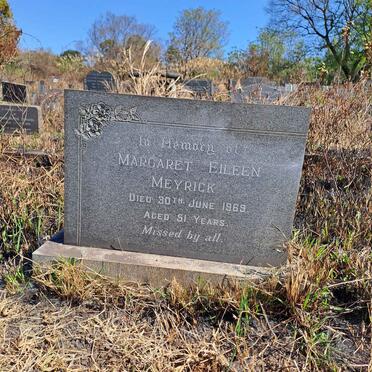 In Memory of
MARGARET EILEEN
MEYRICK
DIED 30TH JUNE 1969
AGED 51 YEARS.
Missed by all.